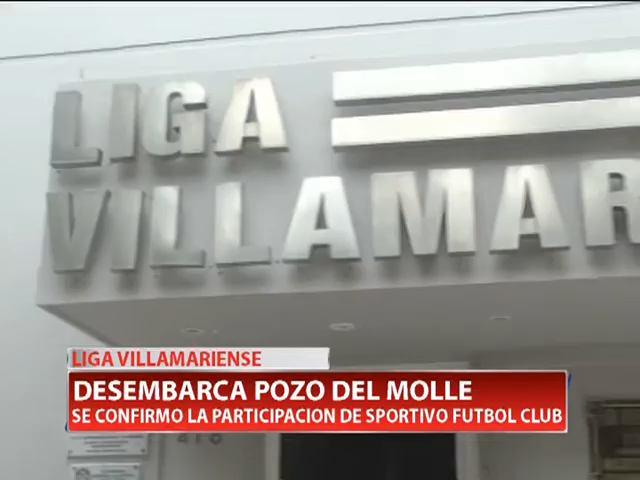 LIGA
VILLAMAR
LIGA VILLAMARIENSE
DESEMBARCA POZO DEL MOLLE
SE CONFIRMO LA PARTICIPACION DE SPORTIVO FUTBOL CLUB